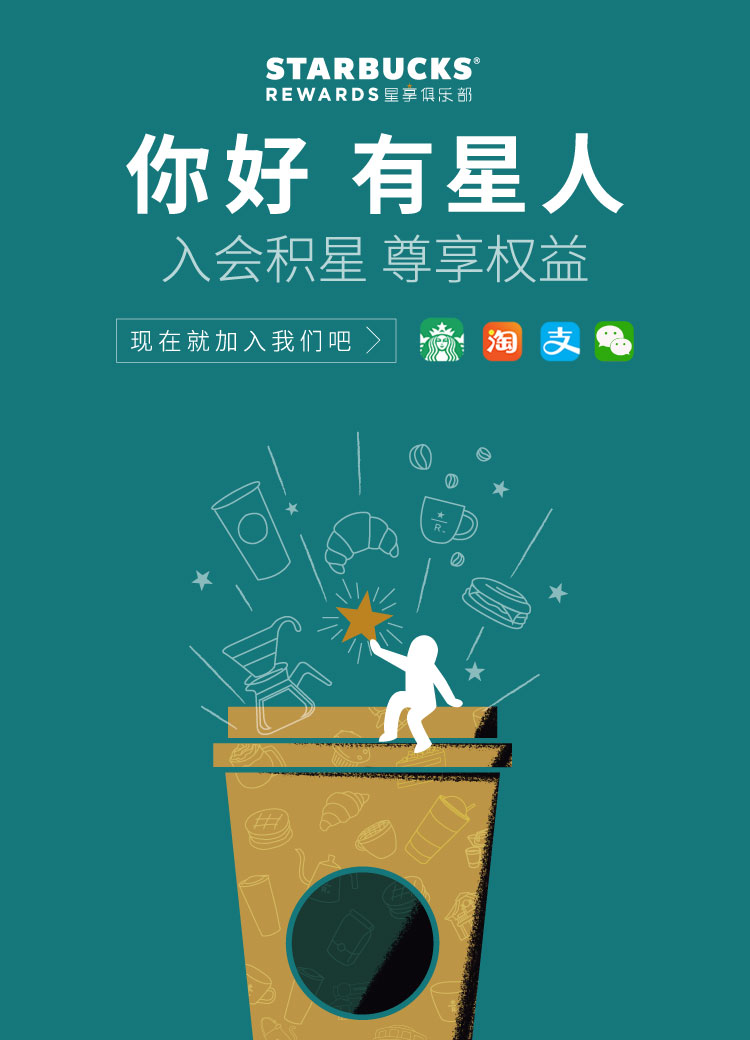 STARBUCKS®
REWARDS 星享俱乐部
你好 有星人
入会积星 尊享权益
现在就加入我们吧 >
淘 支
R.